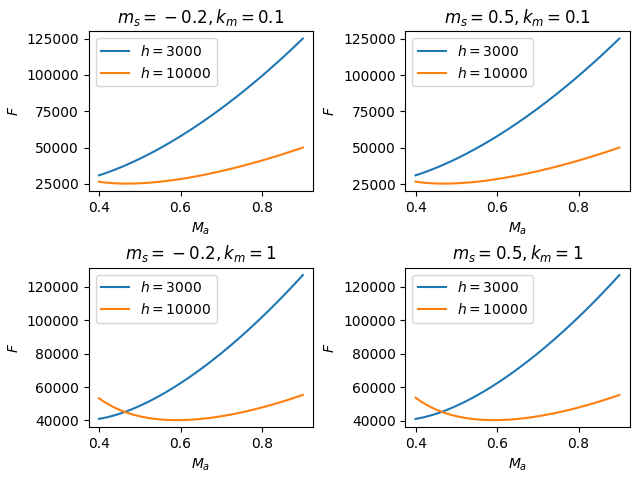 $m_s = -0.2, k_m = 0.1$
125000
100000
75000
50000
25000
F
h = 3000
h = 10000
0.4 0.6 0.8
$M_a$
$m_s = 0.5, k_m = 0.1$
125000
100000
75000
50000
25000
F
h = 3000
h = 10000
0.4 0.6 0.8
$M_a$
$m_s = -0.2, k_m = 1$
120000
100000
80000
60000
40000
F
h = 3000
h = 10000
0.4 0.6 0.8
$M_a$
$m_s = 0.5, k_m = 1$
120000
100000
80000
60000
40000
F
h = 3000
h = 10000
0.4 0.6 0.8
$M_a$